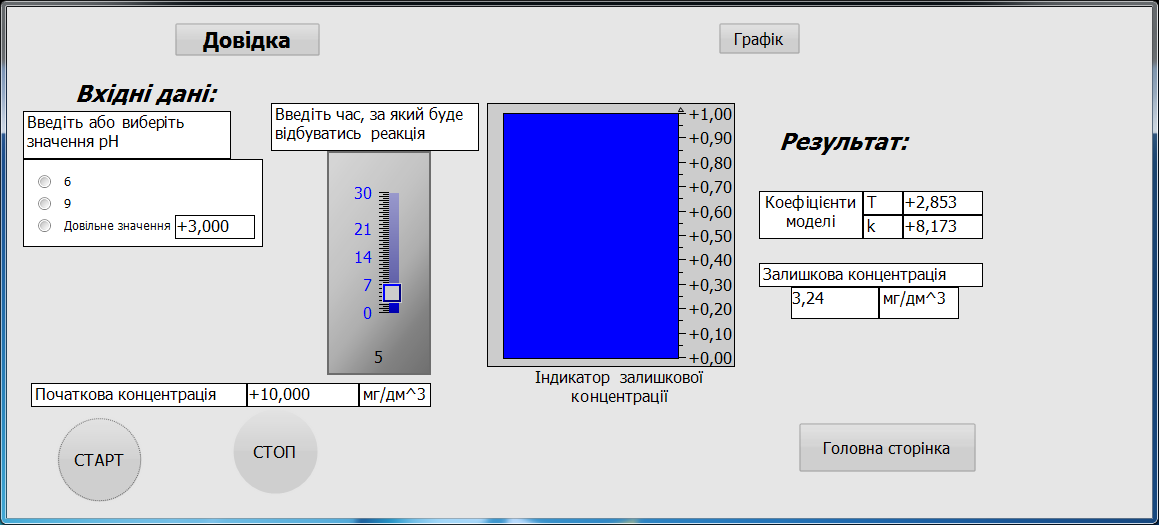 Довідка
Графік
Вхідні дані:
Введіть або виберіть
значення pH
6
9
Довільне значення +3,000
Введіть час, за який буде
відбуватись реакція
30
21
14
7
0
5
Початкова концентрація +10,000 мг/дм^3
СТАРТ
СТОП
+1,00
+0,90
+0,80
+0,70
+0,60
+0,50
+0,40
+0,30
+0,20
+0,10
+0,00
Індикатор залишкової
концентрації
Результат:
Коефіцієнти
моделі
T +2,853
k +8,173
Залишкова концентрація
3,24 мг/дм^3
Головна сторінка